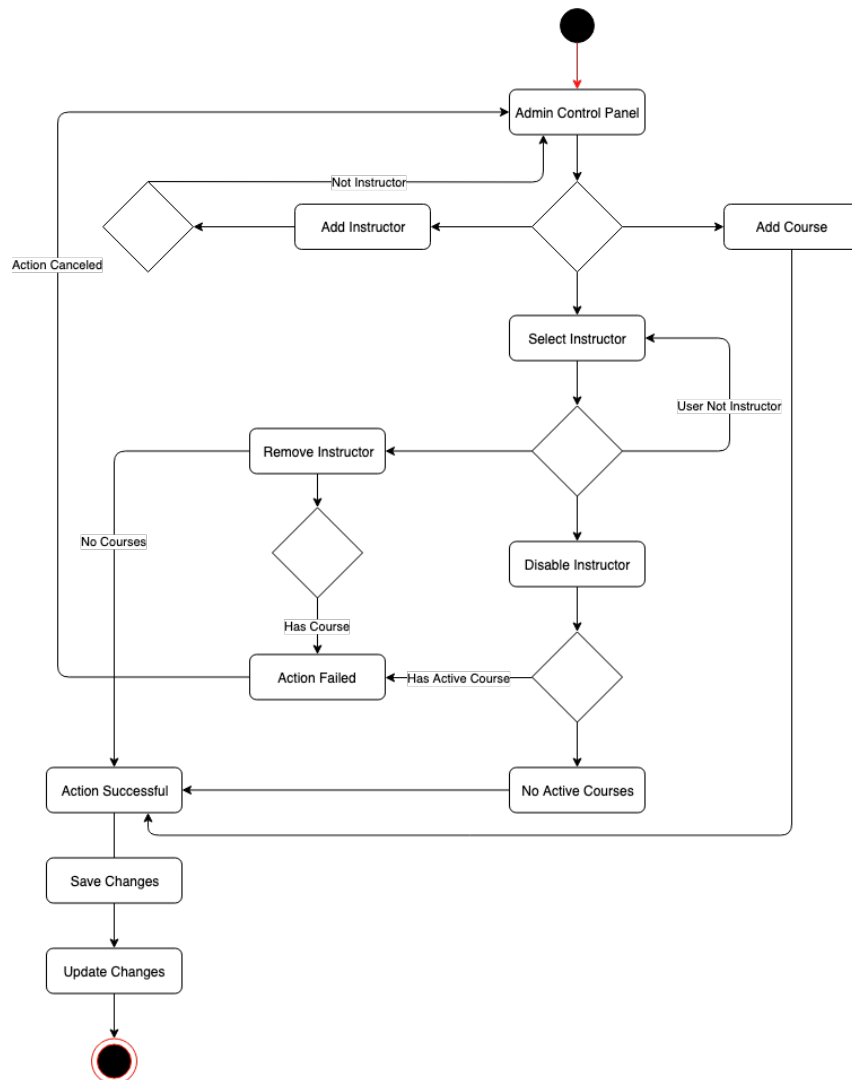 Admin Control Panel
Not Instructor
Add Instructor
Add Course
Action Canceled
Select Instructor
User Not Instructor
Remove Instructor
No Courses
Disable Instructor
Has Course
Action Failed
Has Active Course
Action Successful
No Active Courses
Save Changes
Update Changes